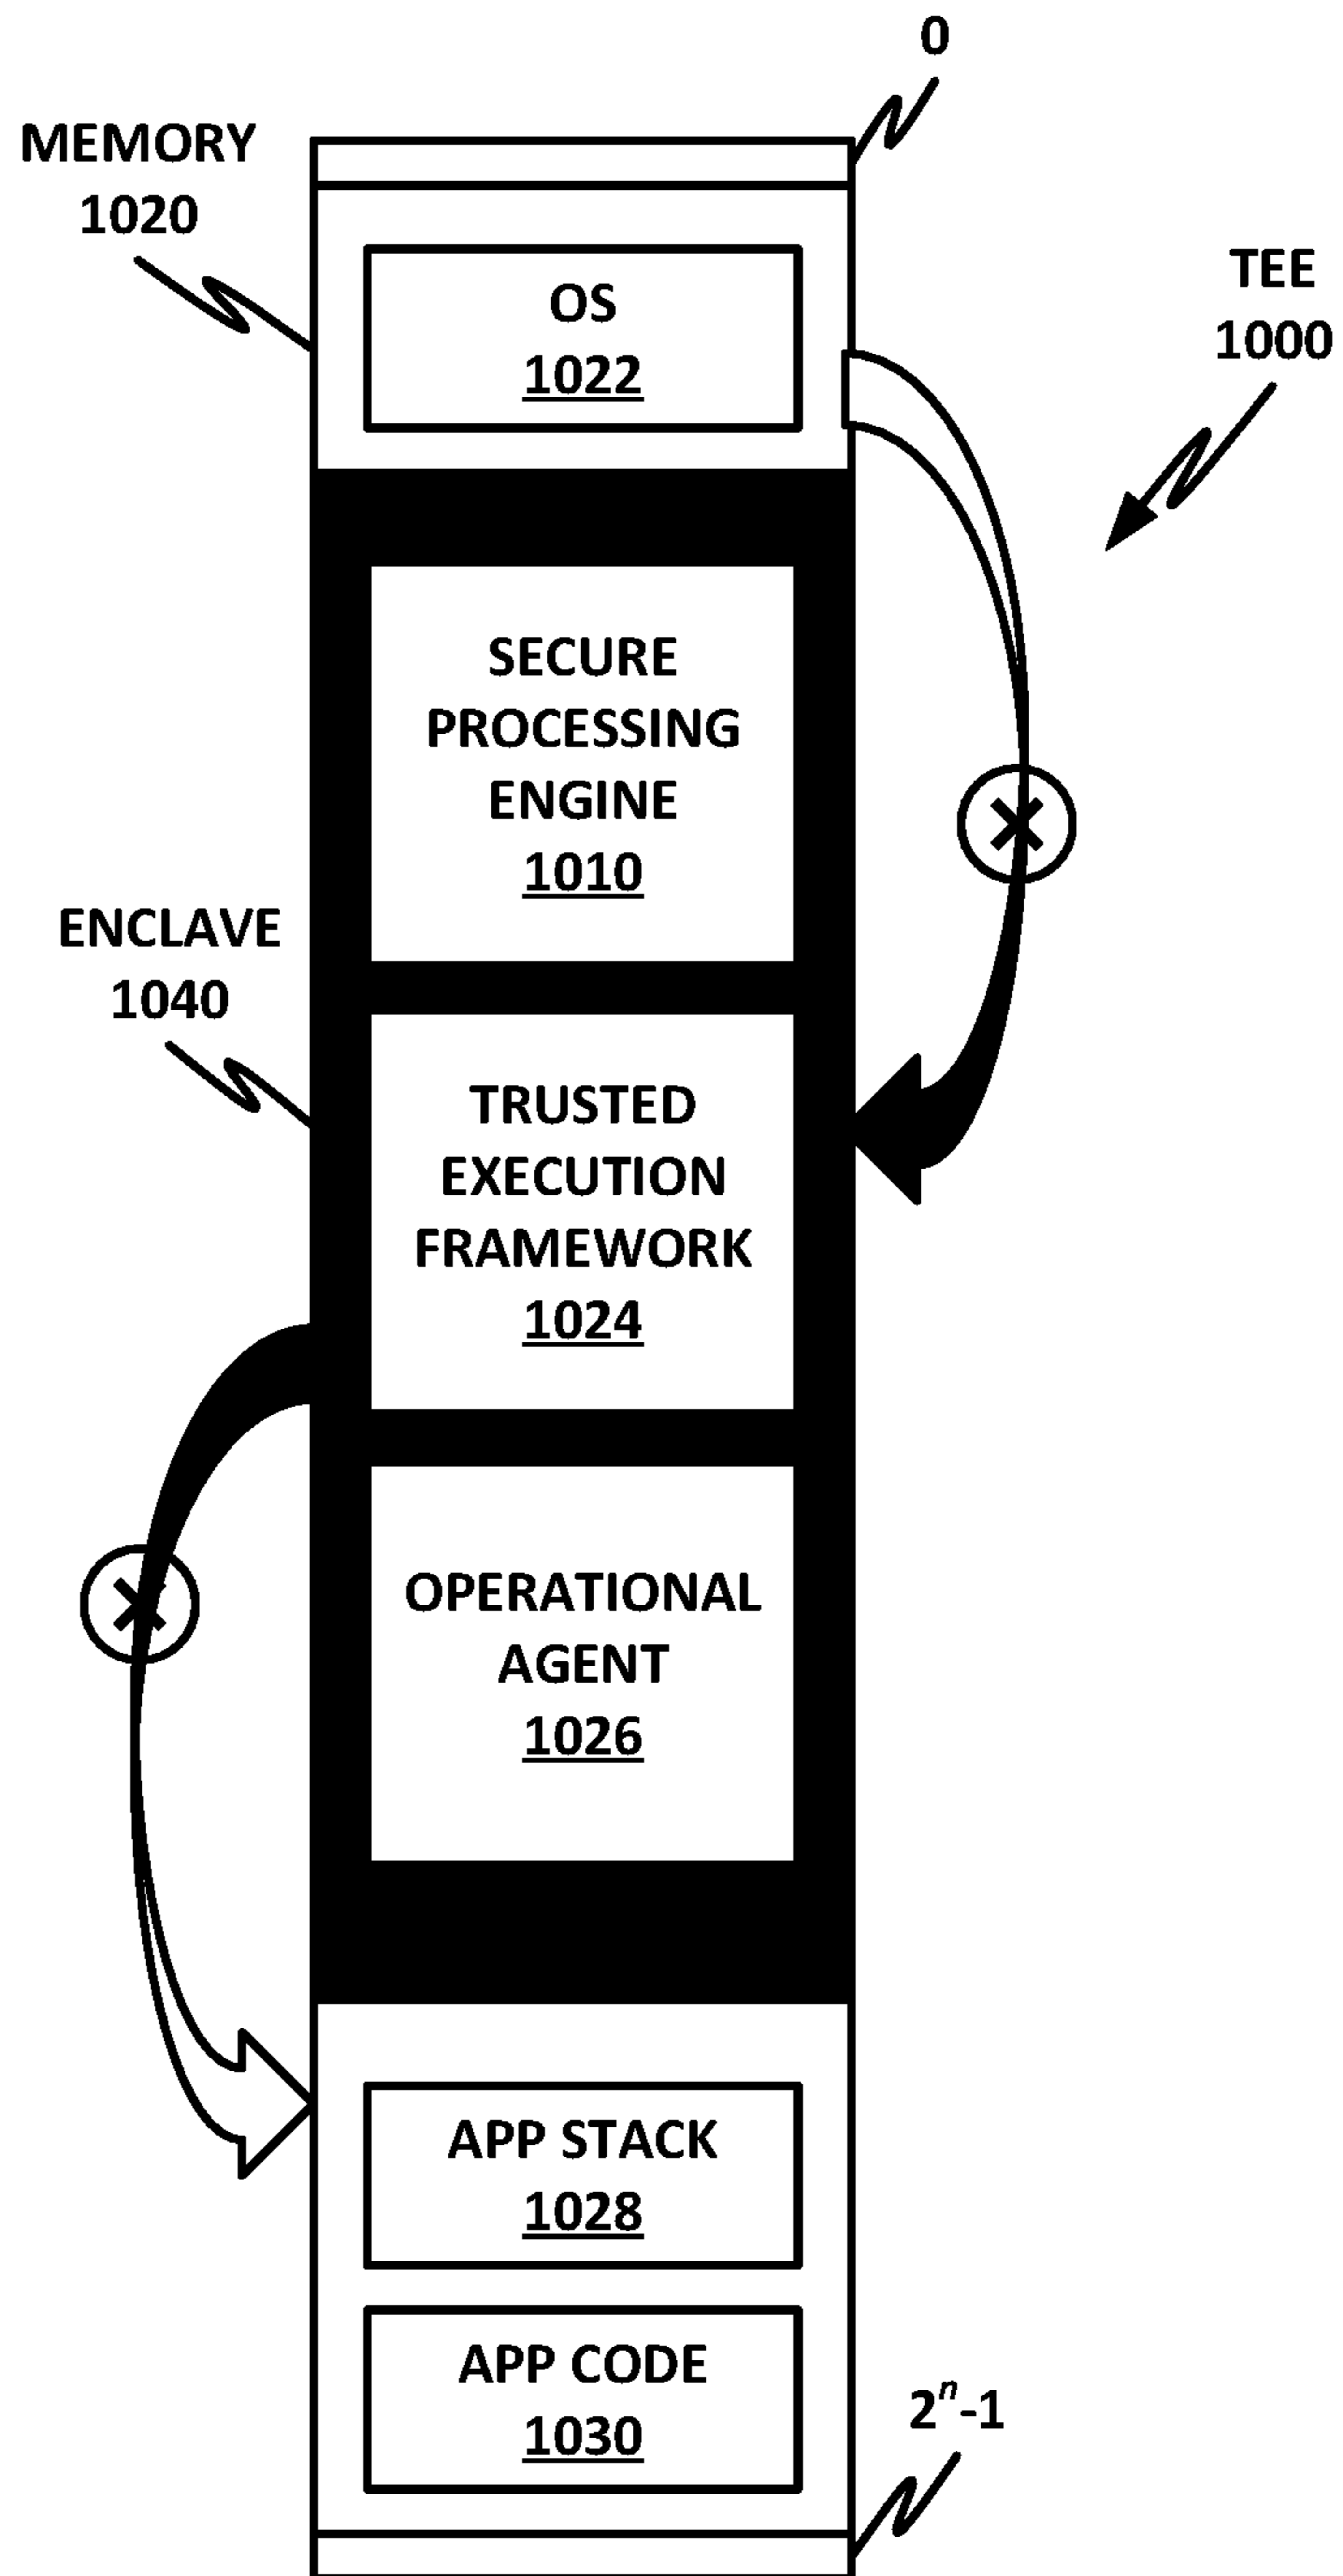 0
MEMORY
1020
TEE
1000
OS
1022
SECURE
PROCESSING
ENGINE
1010
ENCLAVE
1040
TRUSTED
EXECUTION
FRAMEWORK
1024
OPERATIONAL
AGENT
1026
APP STACK
1028
APP CODE
1030
2ⁿ-1